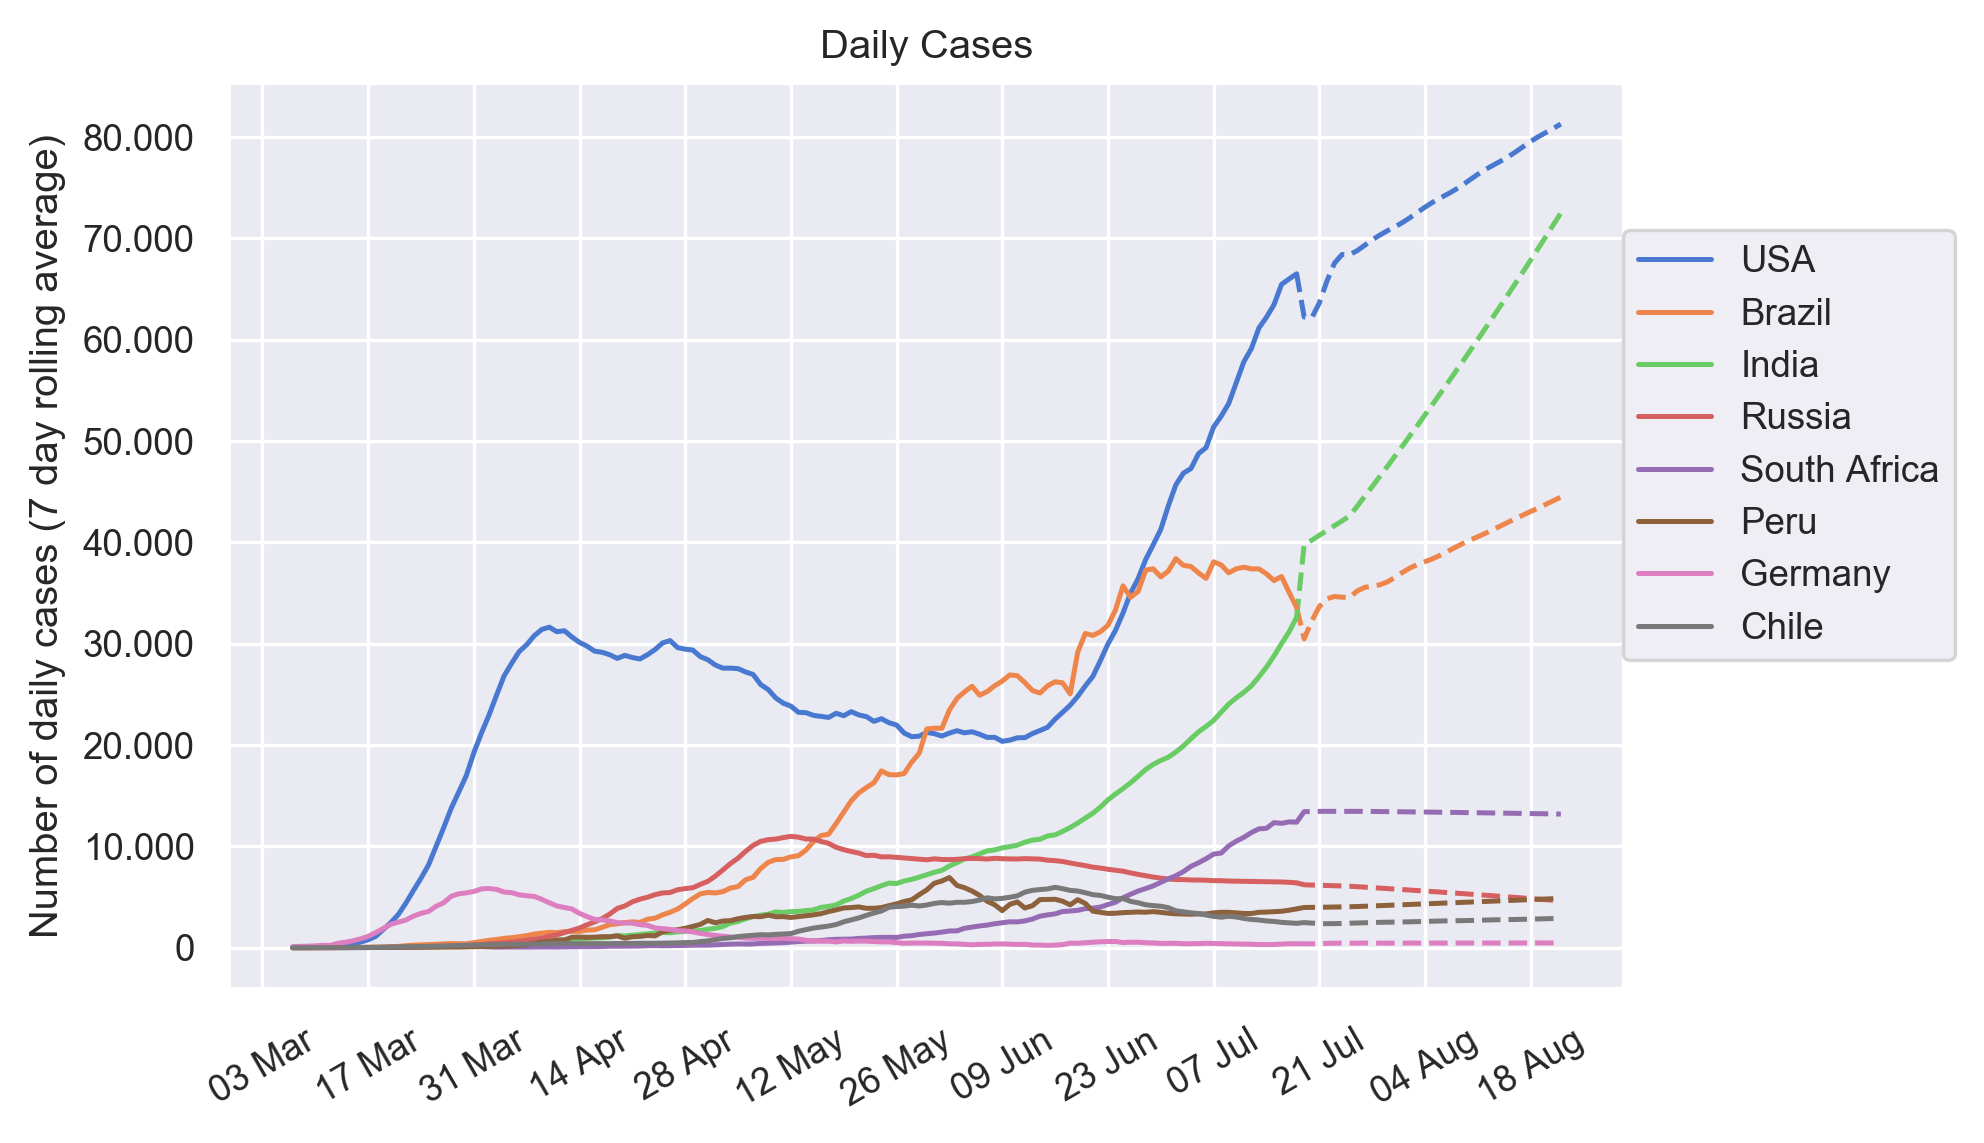 Daily Cases
Number of daily cases (7 day rolling average)
80.000
70.000
60.000
50.000
40.000
30.000
20.000
10.000
0
03 Mar
17 Mar
31 Mar
14 Apr
28 Apr
12 May
26 May
09 Jun
23 Jun
07 Jul
21 Jul
04 Aug
18 Aug
USA
Brazil
India
Russia
South Africa
Peru
Germany
Chile